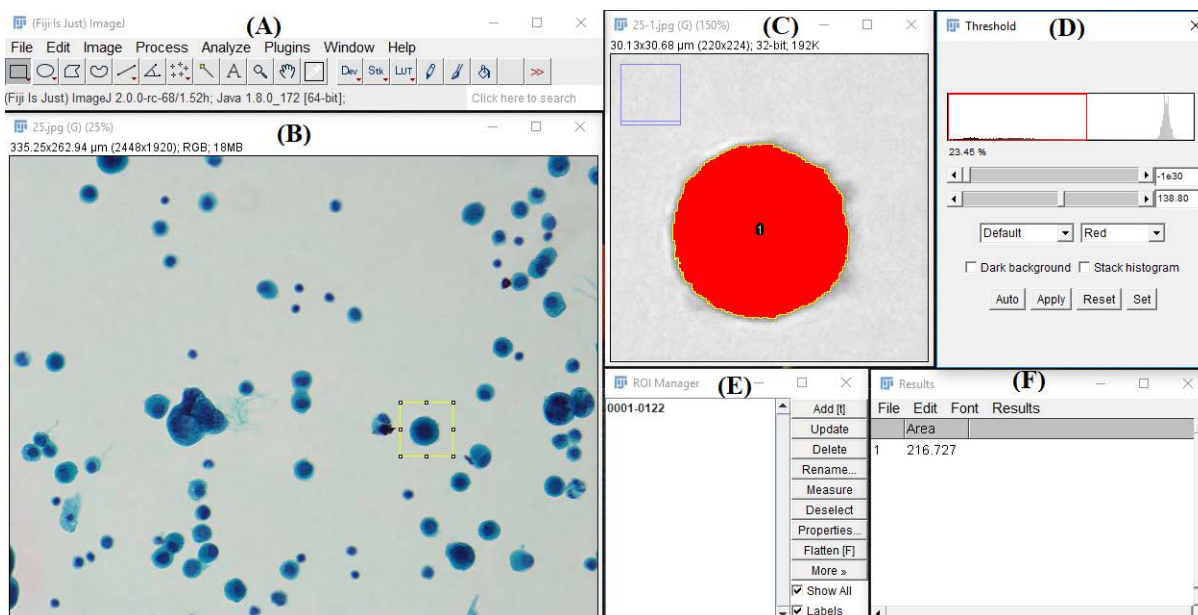 (Fiji Is Just) ImageJ
(A)
File Edit Image Process Analyze Plugins Window Help
A Dev Stk LUT >>
(Fiji Is Just) ImageJ 2.0.0-rc-68/1.52h; Java 1.8.0_172 [64-bit];
Click here to search
25.jpg (G) (25%)
(B)
335.25x262.94 µm (2448x1920); RGB; 18MB
25-1.jpg (G) (150%)
(C)
30.13x30.68 µm (220x224); 32-bit; 192K
1
Threshold
(D)
23.45 %
-1e30
138.80
Default Red
Dark background Stack histogram
Auto Apply Reset Set
ROI Manager
(E)
0001-0122
Add [t]
Update
Delete
Rename...
Measure
Deselect
Properties...
Flatten [F]
More »
Show All
Labels
Results
(F)
File Edit Font Results
Area
1 216.727